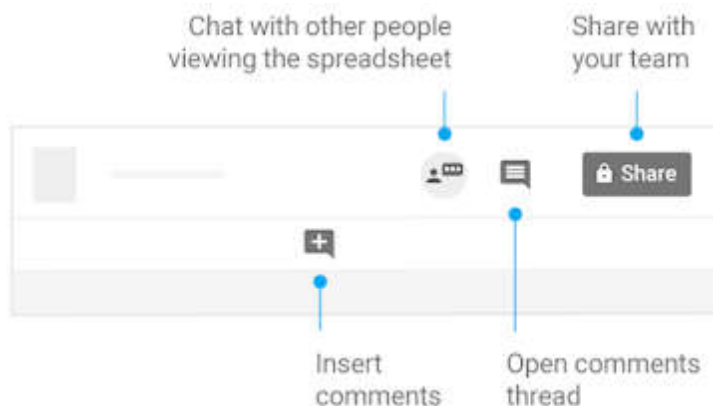 Chat with other people
viewing the spreadsheet
Share with
your team
Share
Insert
comments
Open comments
thread